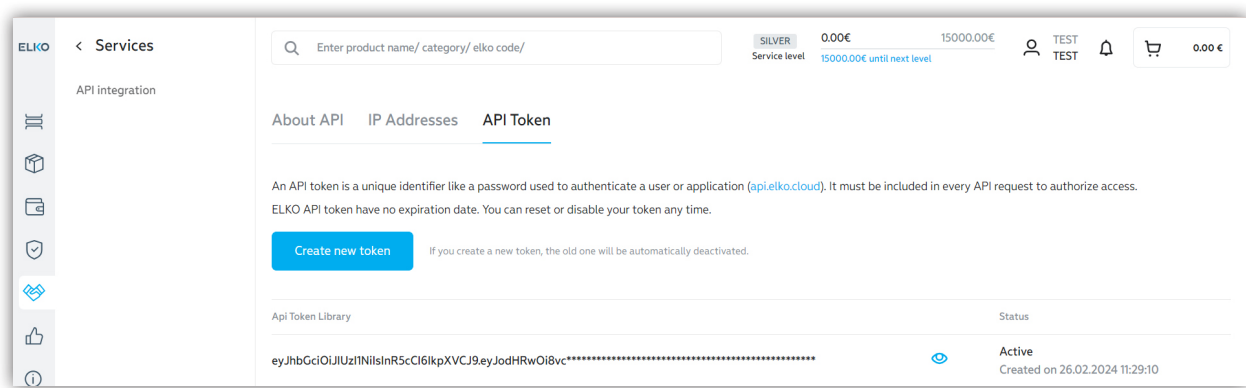 ELKO
Services
Enter product name/ category/ elko code/
SILVER
Service level
0.00€ 15000.00€
15000.00€ until next level
TEST
TEST
0.00 €
API integration
About API IP Addresses API Token
An API token is a unique identifier like a password used to authenticate a user or application (api.elko.cloud). It must be included in every API request to authorize access.
ELKO API token have no expiration date. You can reset or disable your token any time.
Create new token If you create a new token, the old one will be automatically deactivated.
Api Token Library Status
eyJhbGciOiJIUzI1NiIsInR5cCI6IkpXVCJ9.eyJodHRwOi8vc**************************************************
Active
Created on 26.02.2024 11:29:10